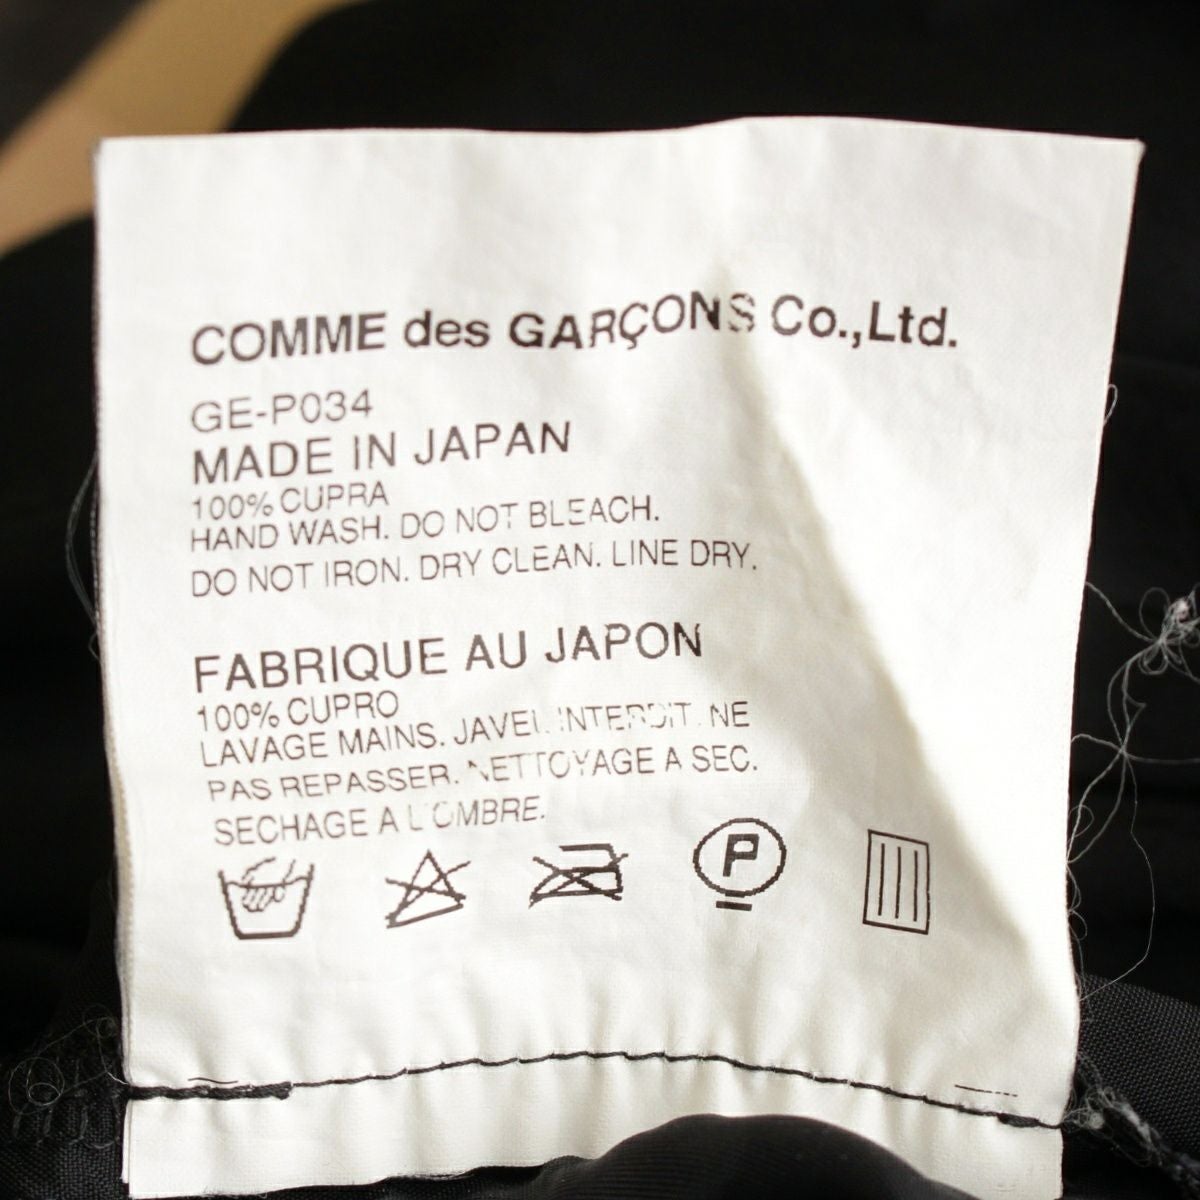 COMME des GARÇONS Co.,Ltd.
GE-P034
MADE IN JAPAN
100% CUPRA
HAND WASH. DO NOT BLEACH.
DO NOT IRON. DRY CLEAN. LINE DRY.
FABRIQUE AU JAPON
100% CUPRO
LAVAGE MAINS. JAVEL INTERDIT. NE
PAS REPASSER. NETTOYAGE A SEC.
SECHAGE A L'OMBRE.
P